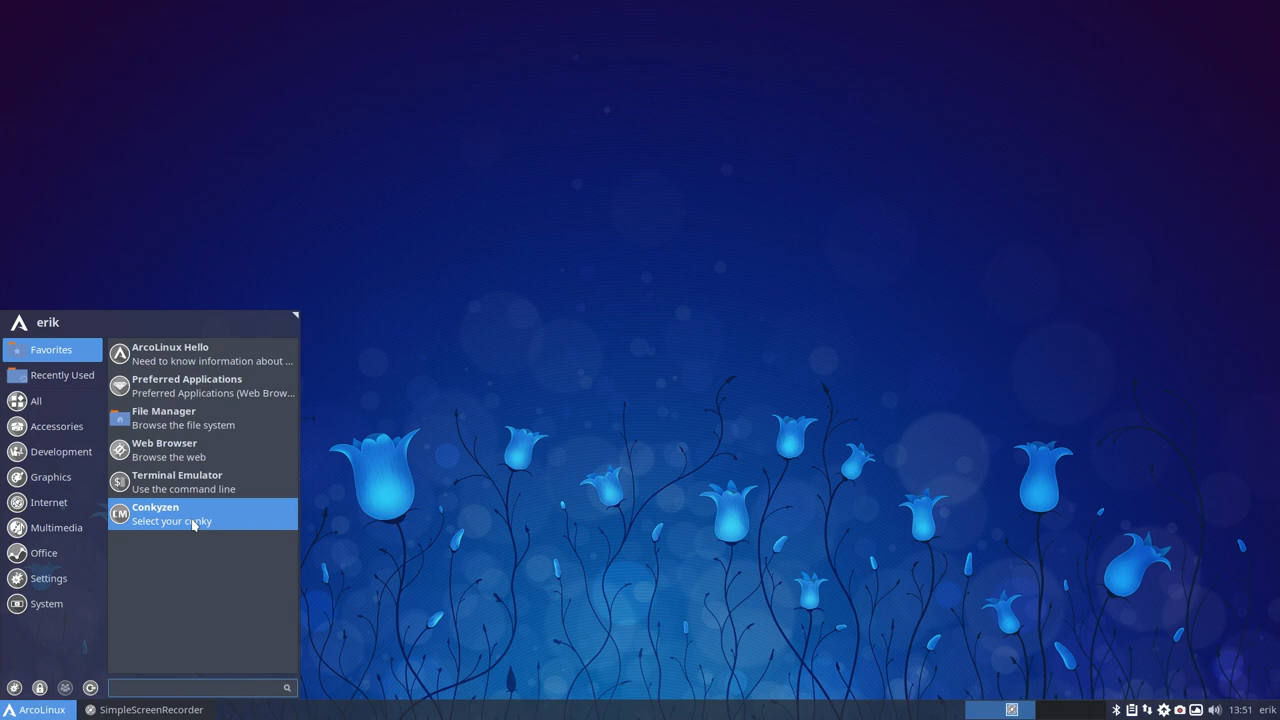 erik
Favorites
Recently Used
All
Accessories
Development
Graphics
Internet
Multimedia
Office
Settings
System
ArcoLinux Hello
Need to know information about ...
Preferred Applications
Preferred Applications (Web Brow...
File Manager
Browse the file system
Web Browser
Browse the web
Terminal Emulator
Use the command line
CM
Conkyzen
Select your conky
ArcoLinux
SimpleScreenRecorder
13:51
erik